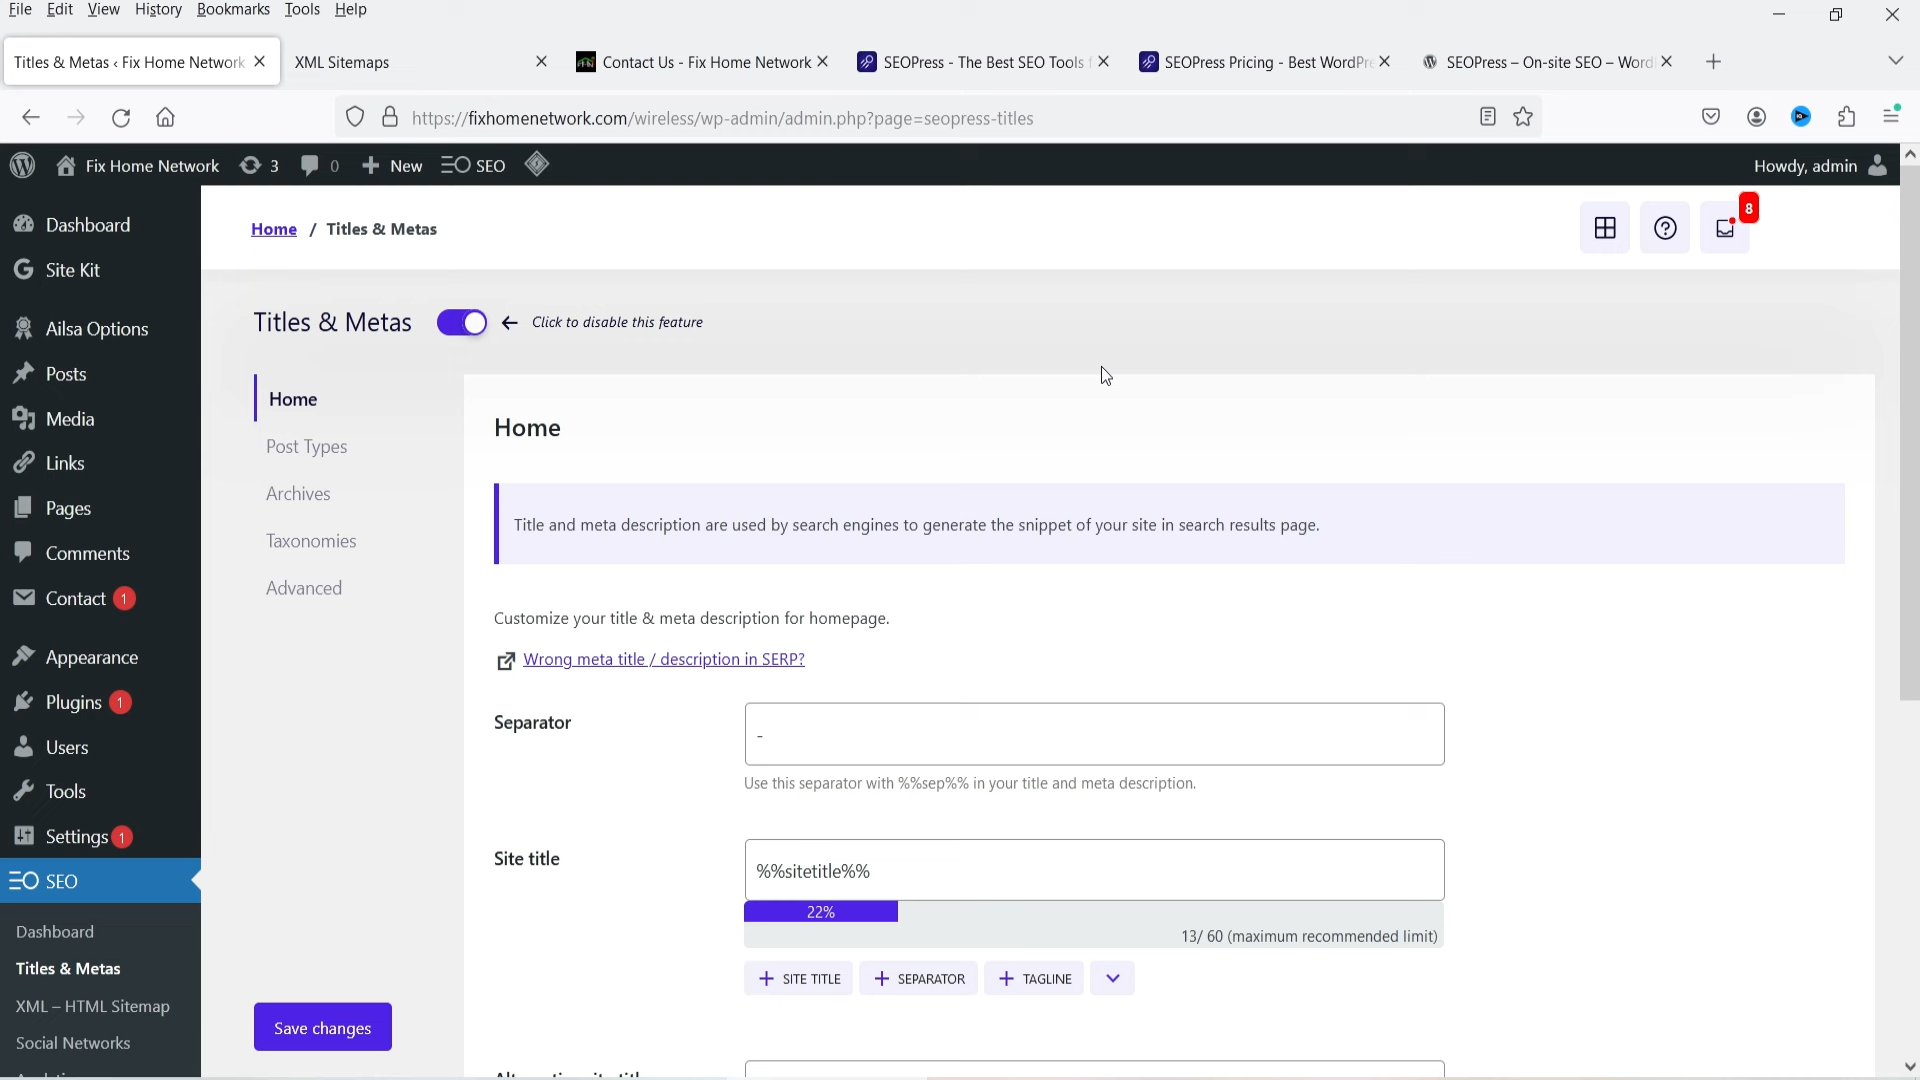 File Edit View History Bookmarks Tools Help
Titles & Metas ‹ Fix Home Network
XML Sitemaps
Contact Us - Fix Home Network
SEOPress - The Best SEO Tools
SEOPress Pricing - Best WordPre
SEOPress – On-site SEO – Word
https://fixhomenetwork.com/wireless/wp-admin/admin.php?page=seopress-titles
Fix Home Network 3 0 New SEO
Howdy, admin
Dashboard
Site Kit
Ailsa Options
Posts
Media
Links
Pages
Comments
Contact 1
Appearance
Plugins 1
Users
Tools
Settings 1
SEO
Dashboard
Titles & Metas
XML – HTML Sitemap
Social Networks
Home / Titles & Metas
8
Titles & Metas
Click to disable this feature
Home
Post Types
Archives
Taxonomies
Advanced
Save changes
Home
Title and meta description are used by search engines to generate the snippet of your site in search results page.
Customize your title & meta description for homepage.
Wrong meta title / description in SERP?
Separator
-
Use this separator with %%sep%% in your title and meta description.
Site title
%%sitetitle%%
22%
13/ 60 (maximum recommended limit)
+ SITE TITLE
+ SEPARATOR
+ TAGLINE